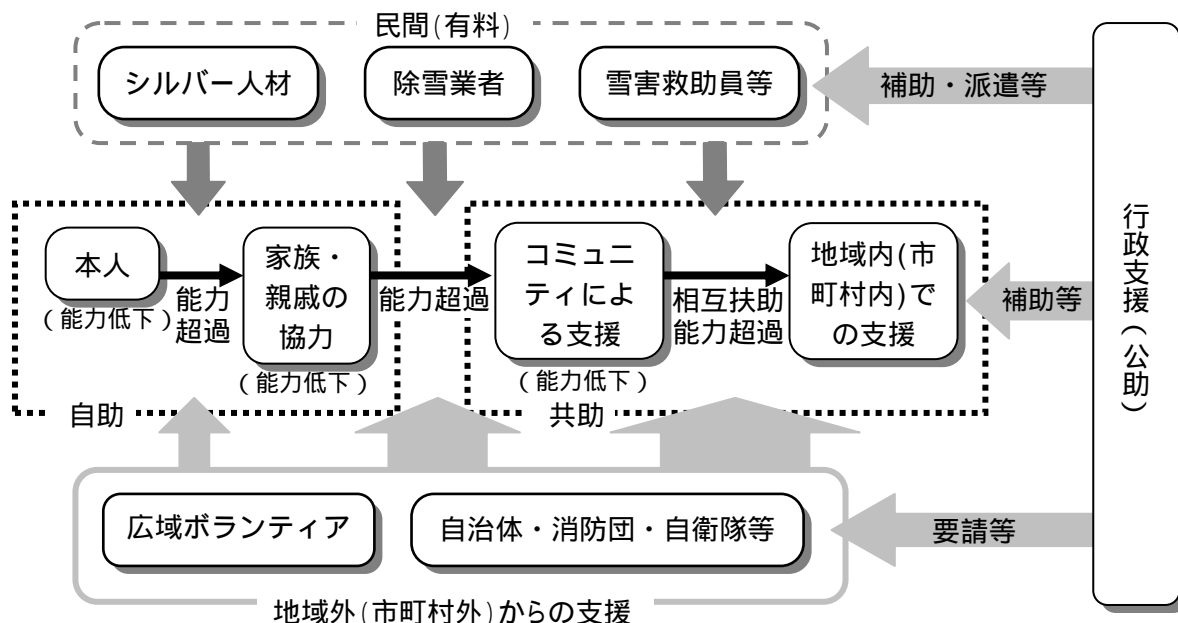 民間(有料)
シルバー人材
除雪業者
雪害救助員等
補助・派遣等
本人
(能力低下)
能力
超過
家族・
親戚の
協力
(能力低下)
能力超過
コミュニ
ティによ
る支援
(能力低下)
相互扶助
能力超過
地域内(市
町村内)で
の支援
補助等
自助
共助
行政支援(公助)
広域ボランティア
自治体・消防団・自衛隊等
要請等
地域外(市町村外)からの支援